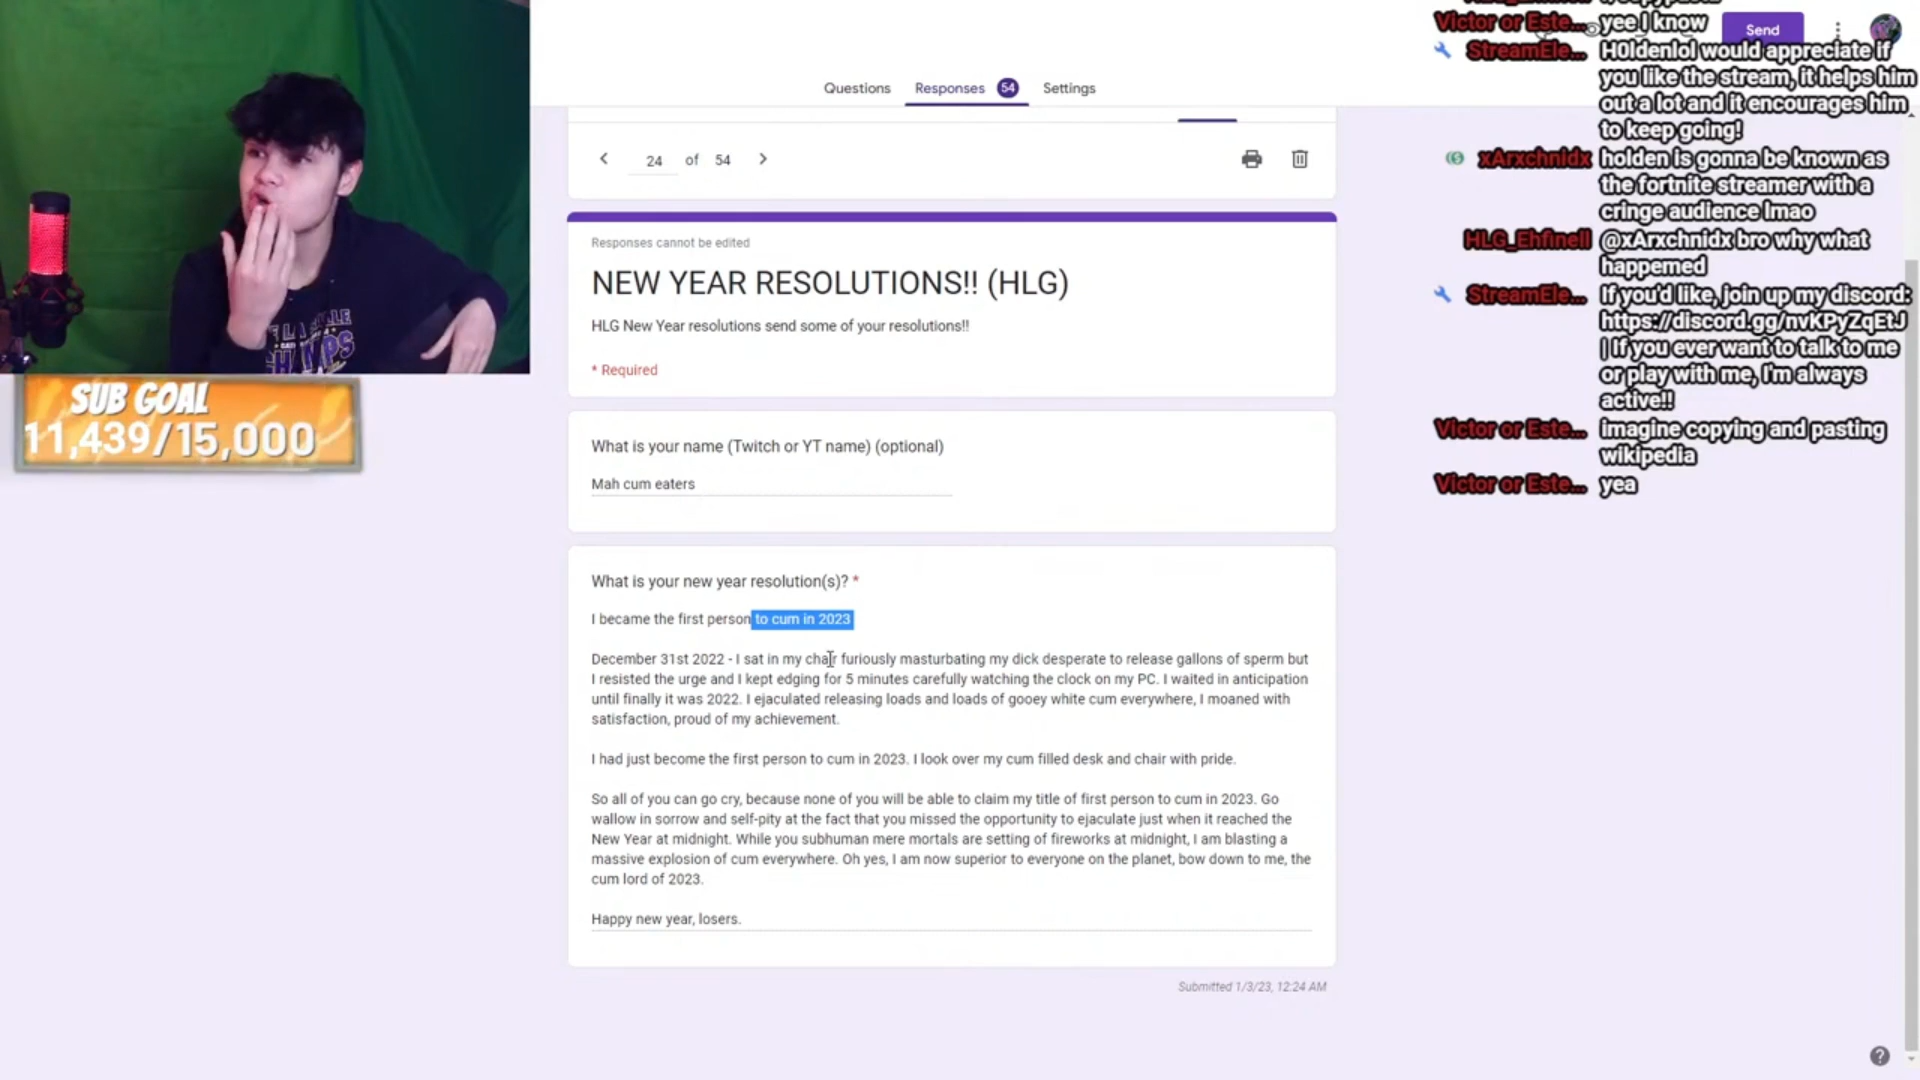 Questions
Responses 54
Settings
Send
24 of 54
Responses cannot be edited
NEW YEAR RESOLUTIONS!! (HLG)
HLG New Year resolutions send some of your resolutions!!
* Required
What is your name (Twitch or YT name) (optional)
Mah cum eaters
What is your new year resolution(s)? *
I became the first person to cum in 2023
December 31st 2022 - I sat in my chair furiously masturbating my dick desperate to release gallons of sperm but
I resisted the urge and I kept edging for 5 minutes carefully watching the clock on my PC. I waited in anticipation
until finally it was 2022. I ejaculated releasing loads and loads of gooey white cum everywhere, I moaned with
satisfaction, proud of my achievement.
I had just become the first person to cum in 2023. I look over my cum filled desk and chair with pride.
So all of you can go cry, because none of you will be able to claim my title of first person to cum in 2023. Go
wallow in sorrow and self-pity at the fact that you missed the opportunity to ejaculate just when it reached the
New Year at midnight. While you subhuman mere mortals are setting of fireworks at midnight, I am blasting a
massive explosion of cum everywhere. Oh yes, I am now superior to everyone on the planet, bow down to me, the
cum lord of 2023.
Happy new year, losers.
Submitted 1/3/23, 12:24 AM
SUB GOAL
11,439/15,000
Victor or Este... yee I know
StreamEle... H0ldenlol would appreciate if
you like the stream, it helps him
out a lot and it encourages him
to keep going!
xArxchnidx holden is gonna be known as
the fortnite streamer with a
cringe audience lmao
HLG_Ehfinell @xArxchnidx bro why what
happemed
StreamEle... If you'd like, join up my discord:
https://discord.gg/nvKPyZqEtJ
| If you ever want to talk to me
or play with me, I'm always
active!!
Victor or Este... imagine copying and pasting
wikipedia
Victor or Este... yea